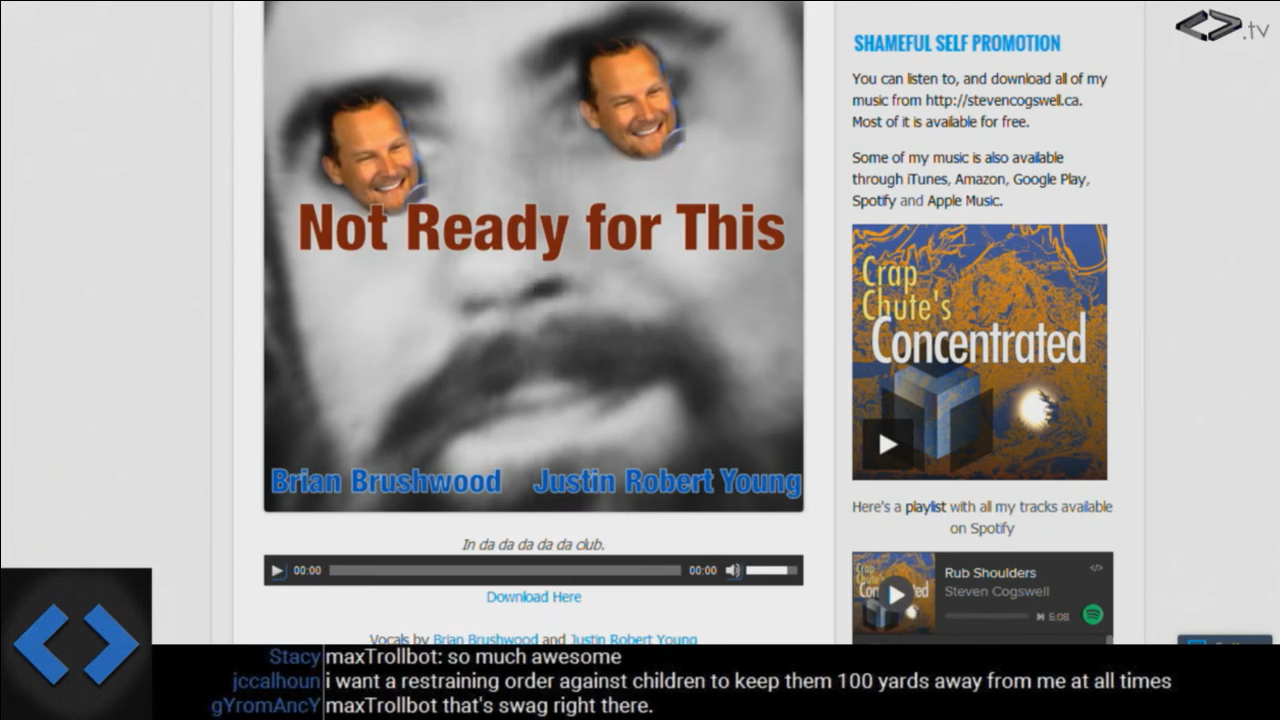 .tv
Not Ready for This
Brian Brushwood Justin Robert Young
In da da da da da club.
00:00 00:00
Download Here
Vocals by Brian Brushwood and Justin Robert Young
SHAMEFUL SELF PROMOTION
You can listen to, and download all of my
music from http://stevencogswell.ca.
Most of it is available for free.
Some of my music is also available
through iTunes, Amazon, Google Play,
Spotify and Apple Music.
Crap
Chute's
Concentrated
Here's a playlist with all my tracks available
on Spotify
Rub Shoulders
Steven Cogswell
6:08
Stacy maxTrollbot: so much awesome
jccalhoun i want a restraining order against children to keep them 100 yards away from me at all times
gYromAncY maxTrollbot that's swag right there.